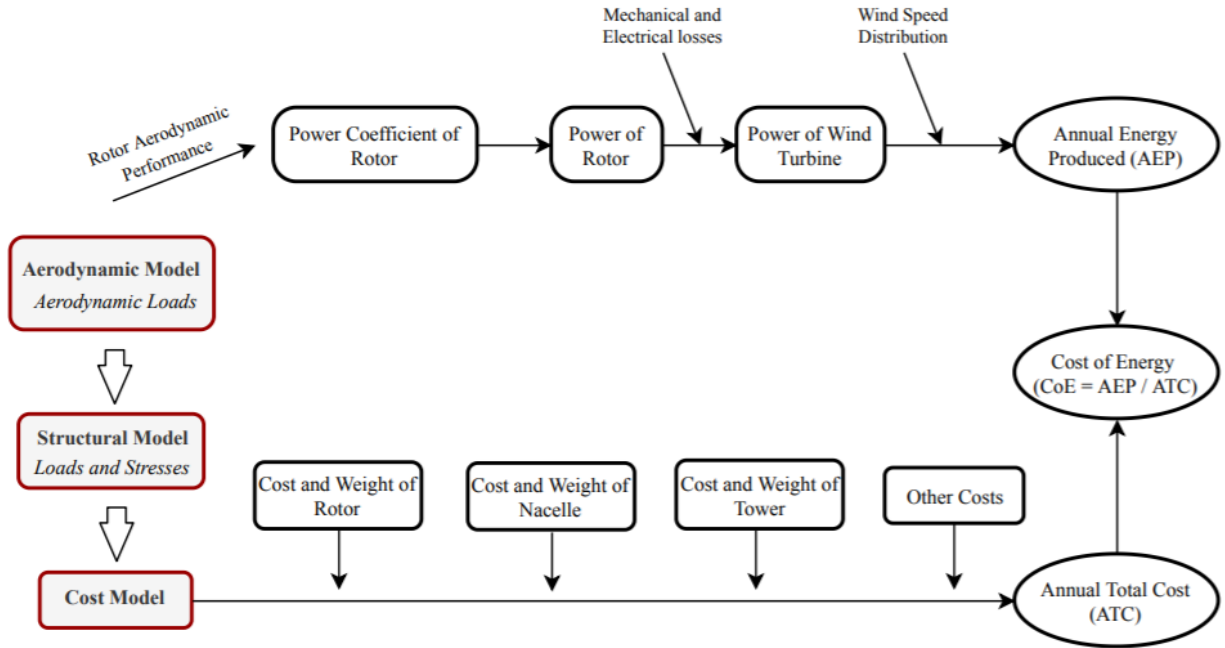 Mechanical and
Electrical losses
Wind Speed
Distribution
Rotor Aerodynamic
Performance
Power Coefficient of
Rotor
Power of
Rotor
Power of Wind
Turbine
Annual Energy
Produced (AEP)
Aerodynamic Model
Aerodynamic Loads
Cost of Energy
(CoE = AEP / ATC)
Structural Model
Loads and Stresses
Cost and Weight of
Rotor
Cost and Weight of
Nacelle
Cost and Weight of
Tower
Other Costs
Cost Model
Annual Total Cost
(ATC)